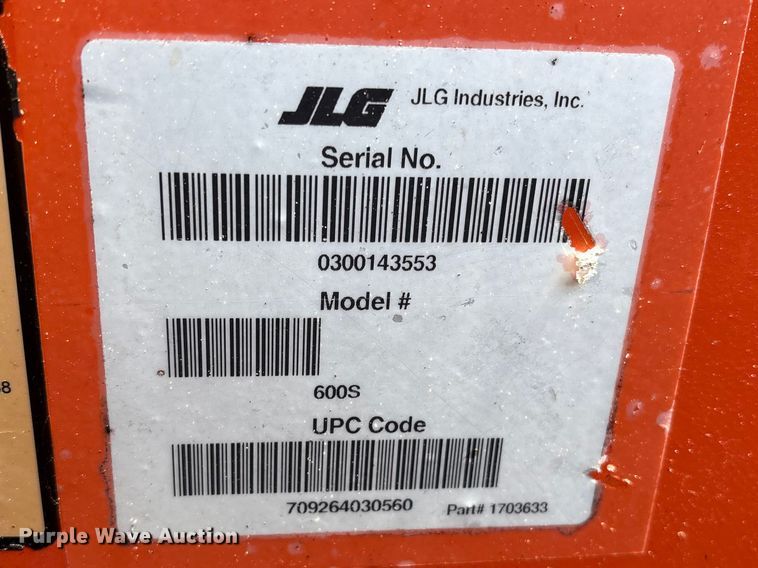 JLG JLG Industries, Inc.
Serial No.
0300143553
Model #
600S
UPC Code
709264030560 Part# 1703633
Purple Wave Auction